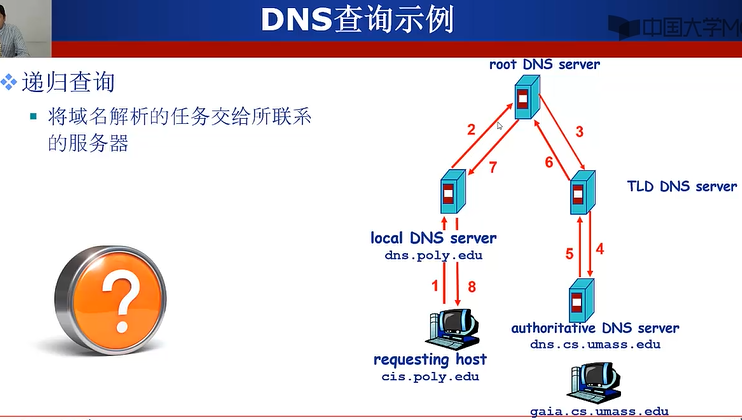 DNS查询示例
中国大学M
递归查询
将域名解析的任务交给所联系
的服务器
root DNS server
2
3
7
6
TLD DNS server
local DNS server
dns.poly.edu
5
4
1
8
authoritative DNS server
dns.cs.umass.edu
requesting host
cis.poly.edu
gaia.cs.umass.edu
?